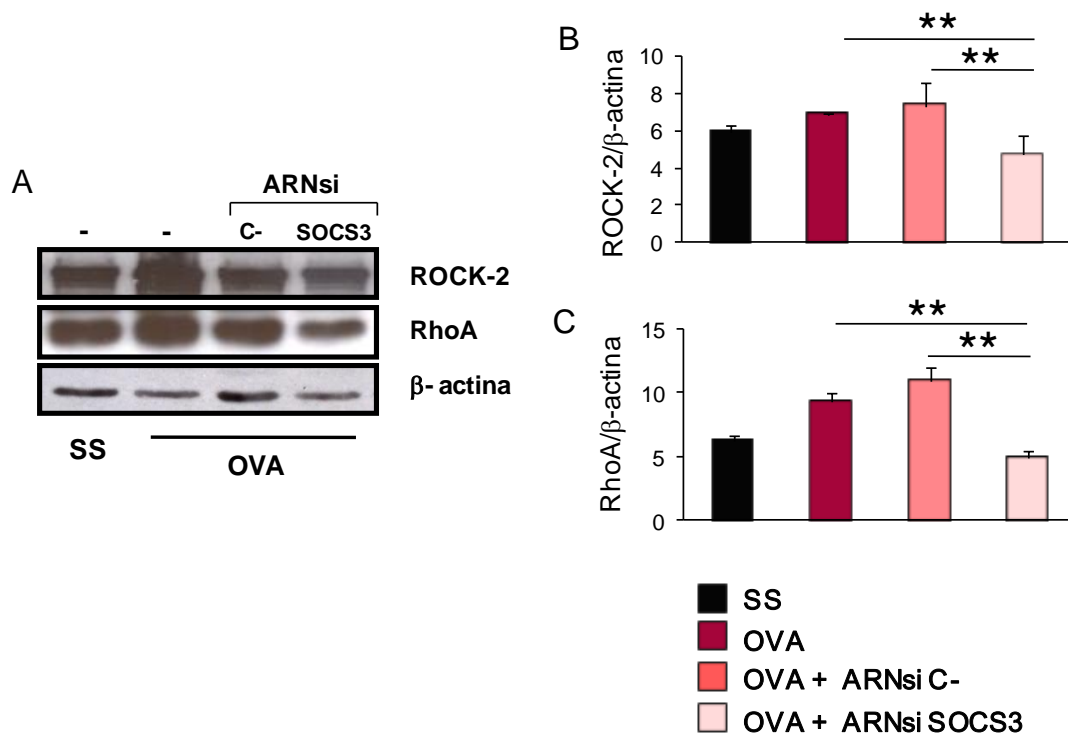 A
ARNsi
- - C- SOCS3
ROCK-2
RhoA
β- actina
SS
OVA
B
ROCK-2/β-actina
10
8
6
4
2
0
**
**
C
RhoA/β-actina
15
10
5
0
**
**
SS
OVA
OVA + ARNsi C-
OVA + ARNsi SOCS3